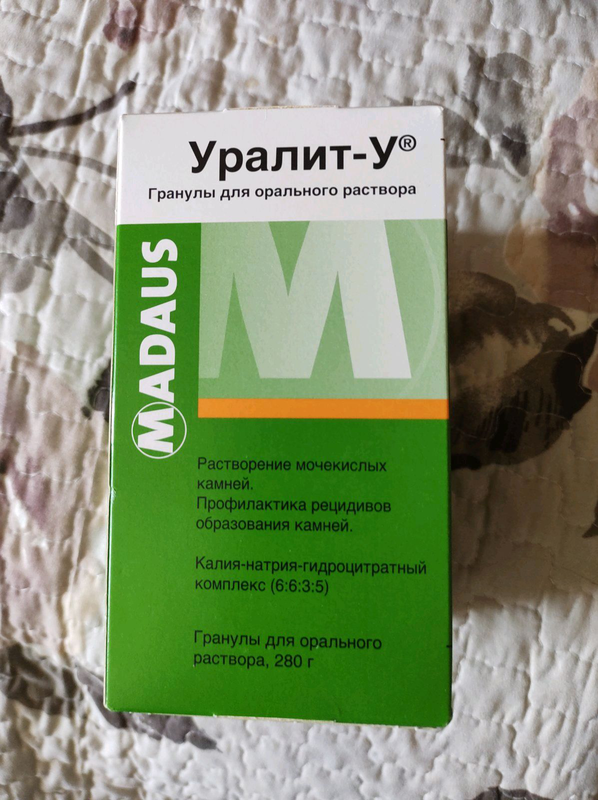 Уралит-У®
Гранулы для орального раствора
MADAUS
M
Растворение мочекислых
камней.
Профилактика рецидивов
образования камней.
Калия-натрия-гидроцитратный
комплекс (6:6:3:5)
Гранулы для орального
раствора, 280 г